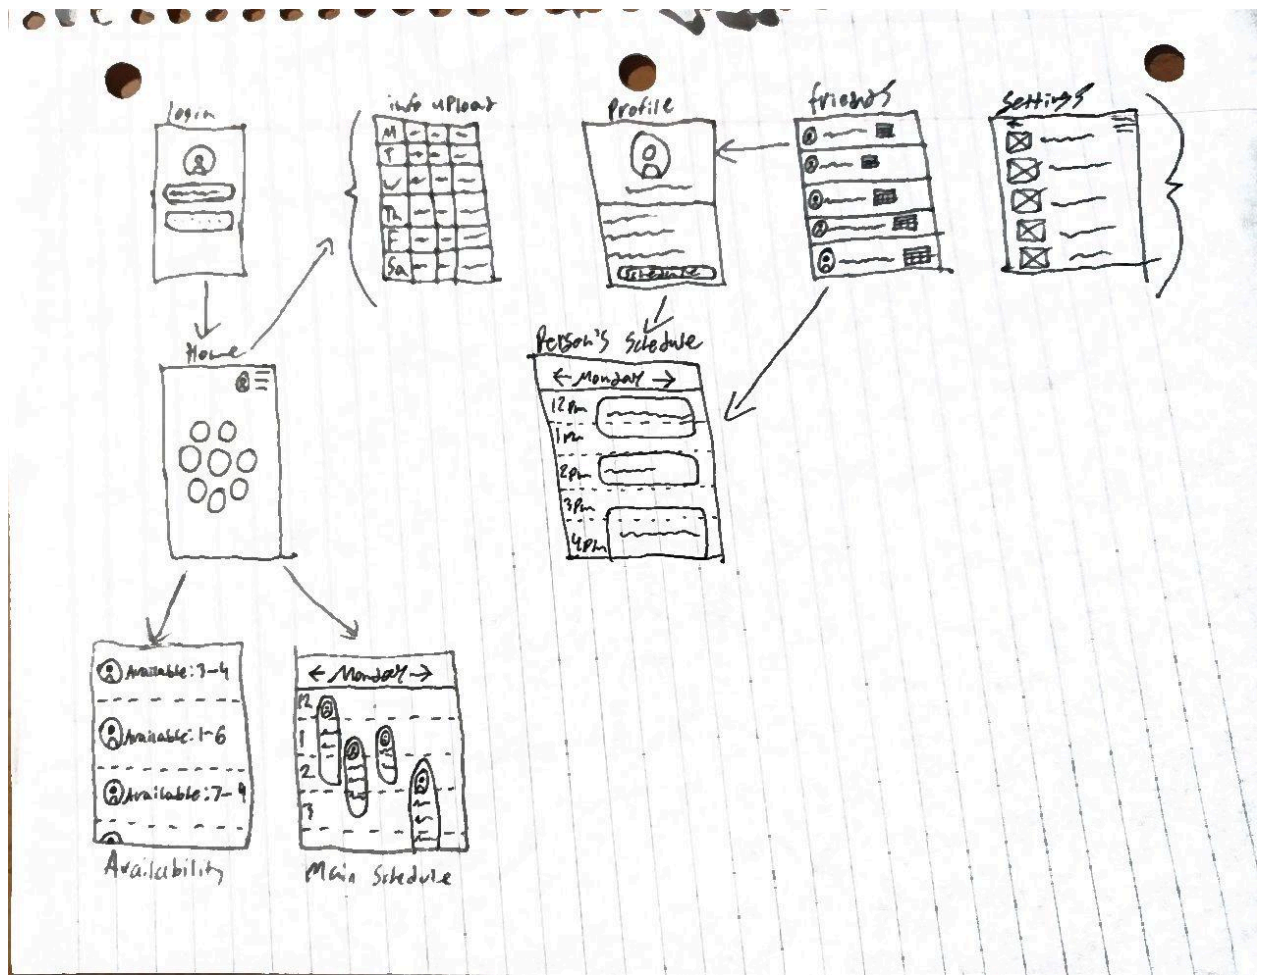 login
info upload
Profile
friends
settings
M
T
W
Th
F
Sa
schedule
Home
Person's Schedule
← Monday →
12pm
1pm
2pm
3pm
4pm
Available: 3-4
Available: 1-6
Available: 7-9
Availability
← Monday →
12
1
2
3
Main Schedule